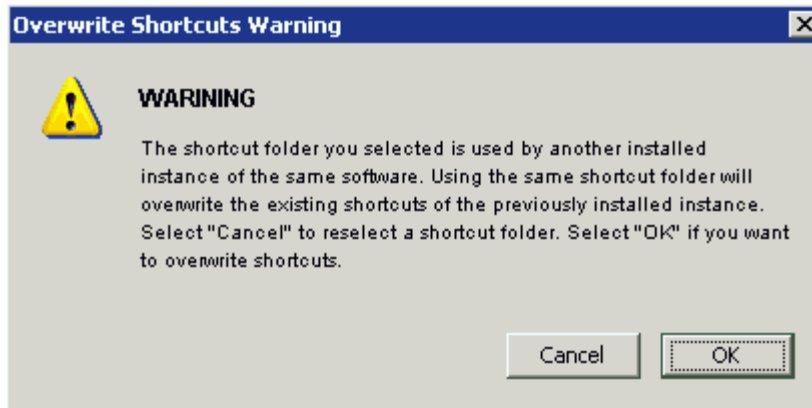 Overwrite Shortcuts Warning
WARINING
The shortcut folder you selected is used by another installed
instance of the same software. Using the same shortcut folder will
overwrite the existing shortcuts of the previously installed instance.
Select "Cancel" to reselect a shortcut folder. Select "OK" if you want
to overwrite shortcuts.
Cancel OK